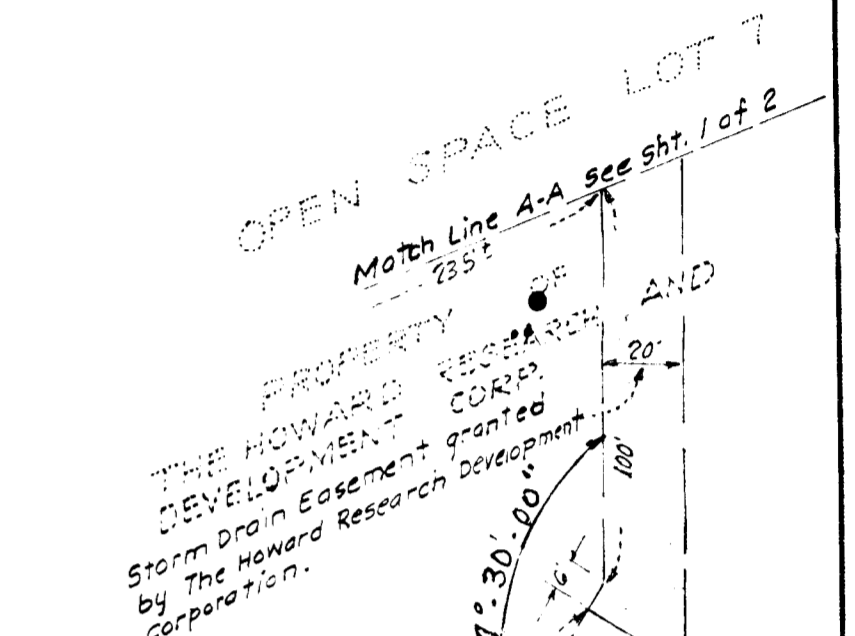 OPEN SPACE LOT 7
Match Line A-A see Sht. 1 of 2
235'±
PROPERTY OF
THE HOWARD RESEARCH AND
DEVELOPMENT CORP.
20'
Storm Drain Easement granted
by The Howard Research Development
Corporation.
100'
7°.30'.00"
6'